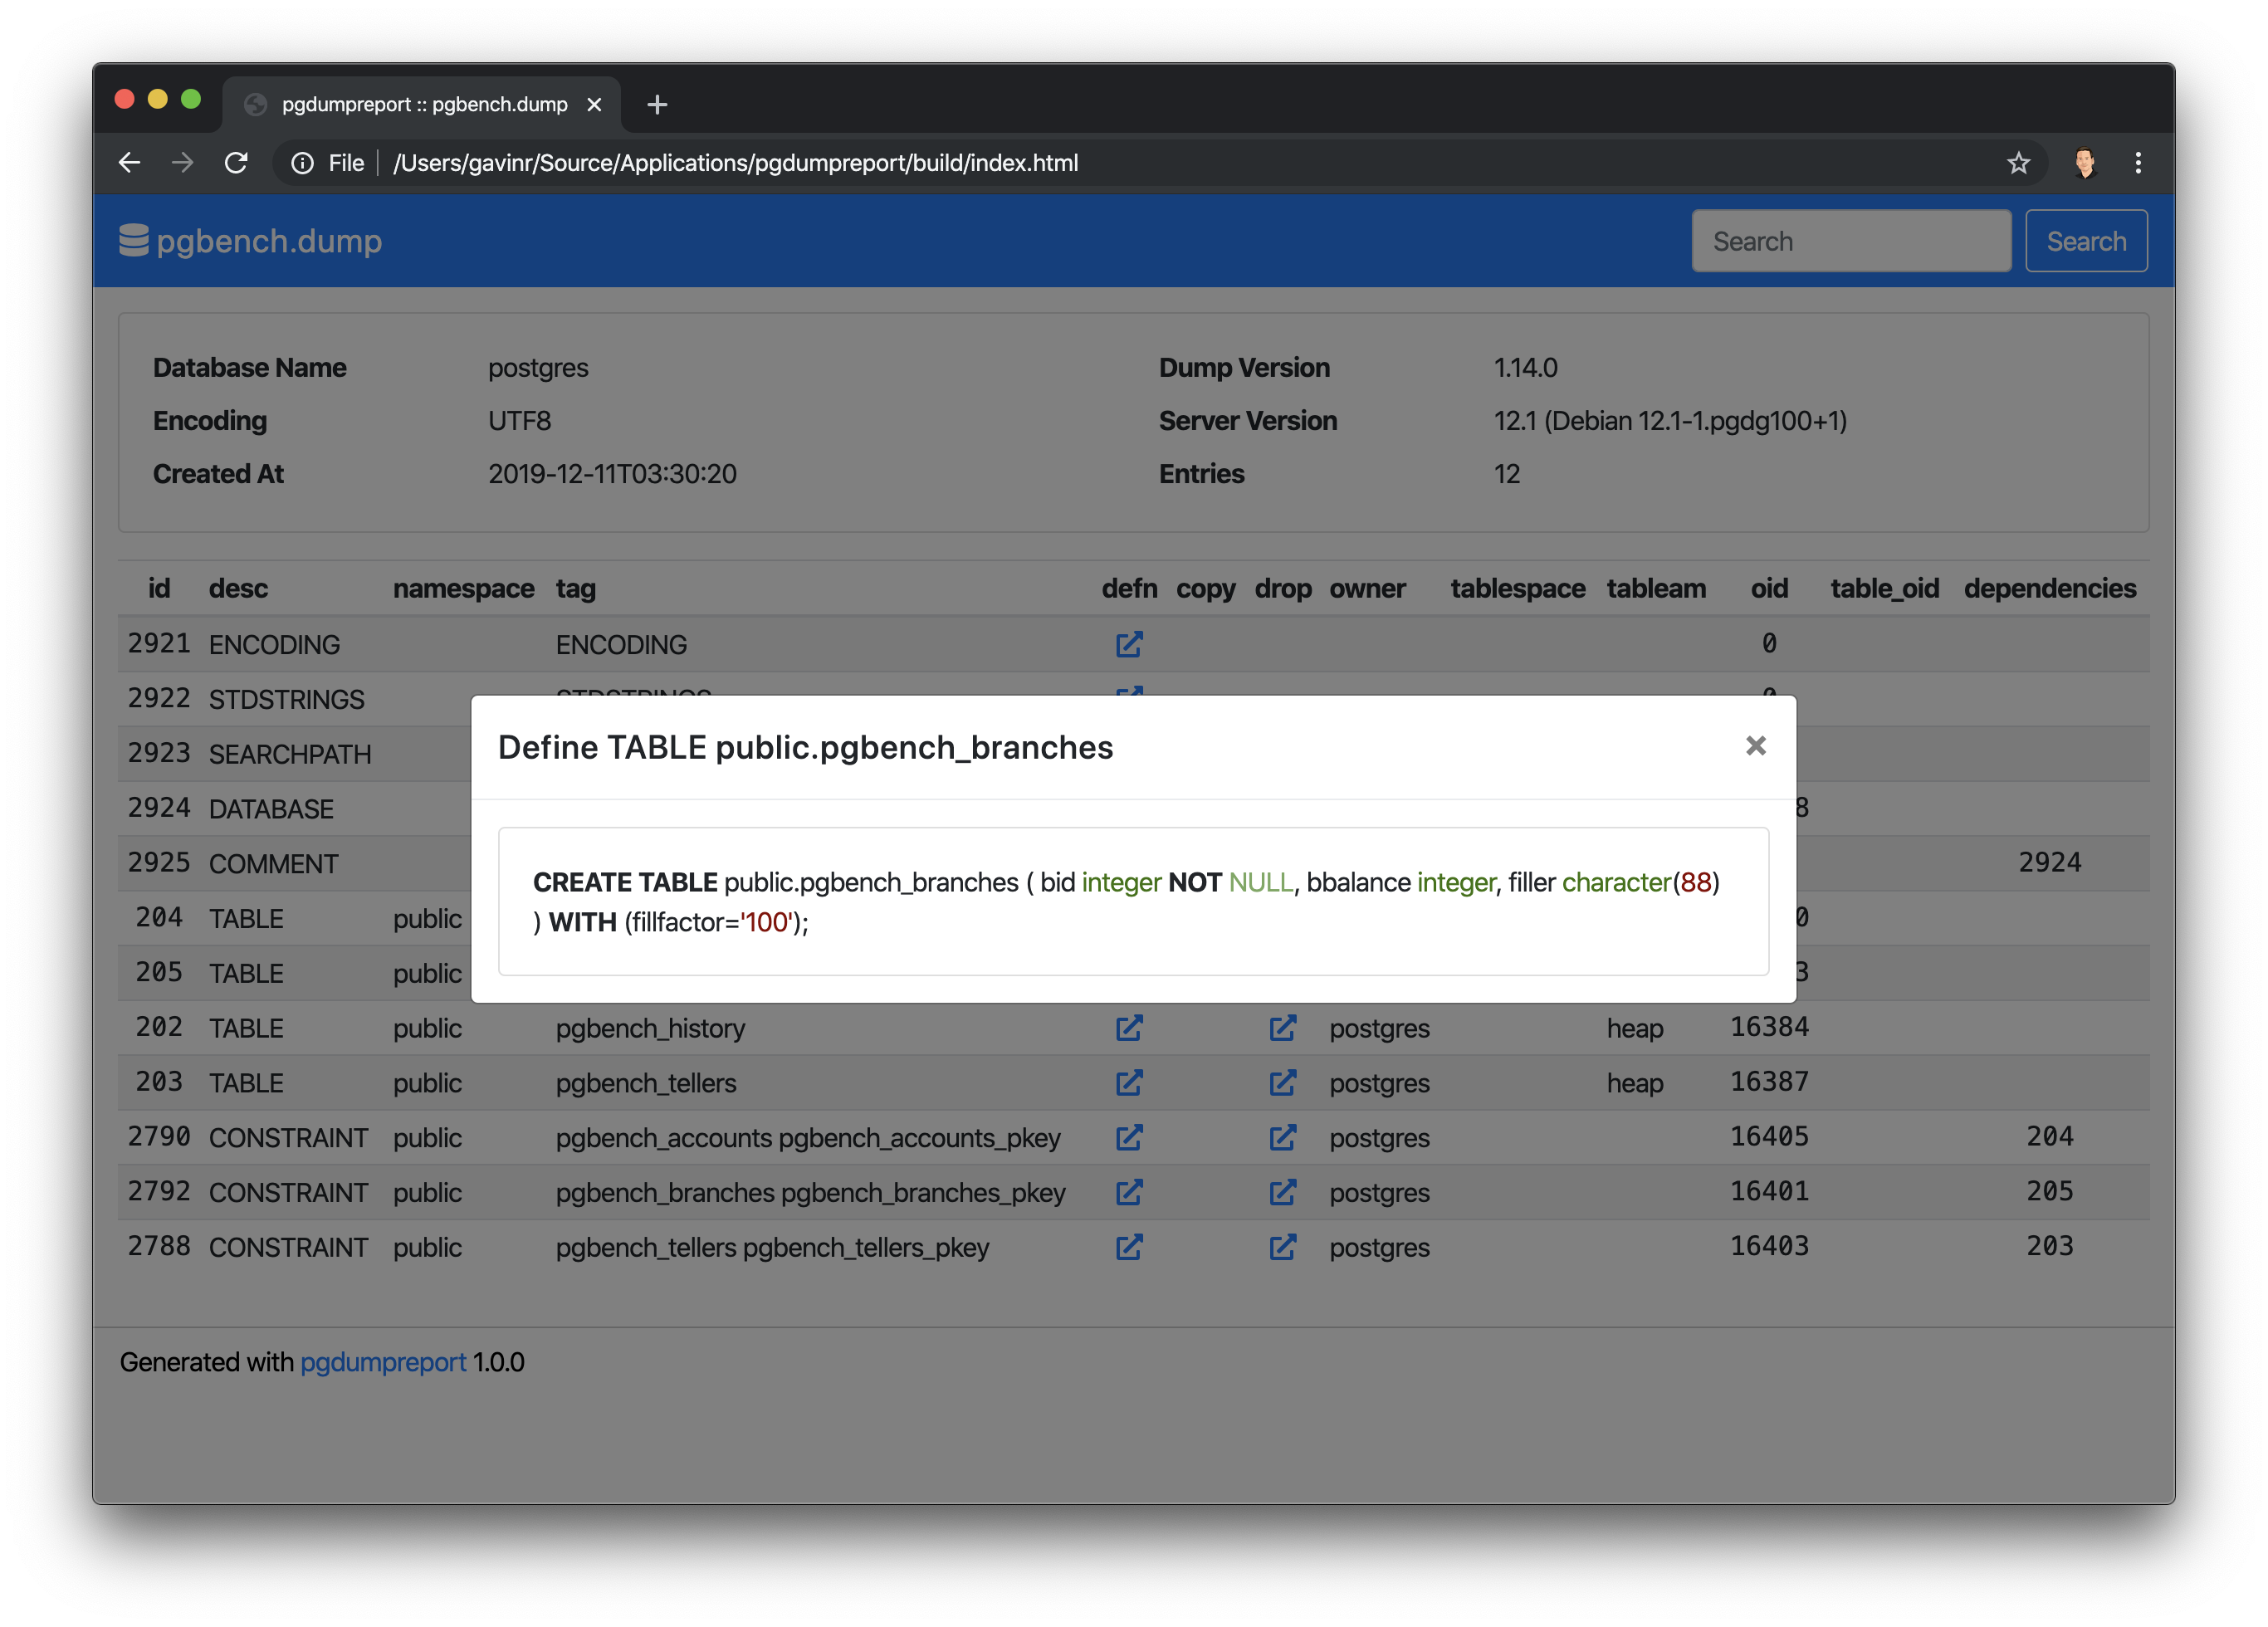 pgdumpreport :: pgbench.dump
File /Users/gavinr/Source/Applications/pgdumpreport/build/index.html
pgbench.dump Search Search
Database Name postgres Dump Version 1.14.0
Encoding UTF8 Server Version 12.1 (Debian 12.1-1.pgdg100+1)
Created At 2019-12-11T03:30:20 Entries 12
id desc namespace tag defn copy drop owner tablespace tableam oid table_oid dependencies
2921 ENCODING ENCODING 0
2922 STDSTRINGS STDSTRINGS 0
2923 SEARCHPATH
2924 DATABASE 8
2925 COMMENT 2924
204 TABLE public 0
205 TABLE public 3
Define TABLE public.pgbench_branches
CREATE TABLE public.pgbench_branches ( bid integer NOT NULL, bbalance integer, filler character(88)
) WITH (fillfactor='100');
202 TABLE public pgbench_history postgres heap 16384
203 TABLE public pgbench_tellers postgres heap 16387
2790 CONSTRAINT public pgbench_accounts pgbench_accounts_pkey postgres 16405 204
2792 CONSTRAINT public pgbench_branches pgbench_branches_pkey postgres 16401 205
2788 CONSTRAINT public pgbench_tellers pgbench_tellers_pkey postgres 16403 203
Generated with pgdumpreport 1.0.0